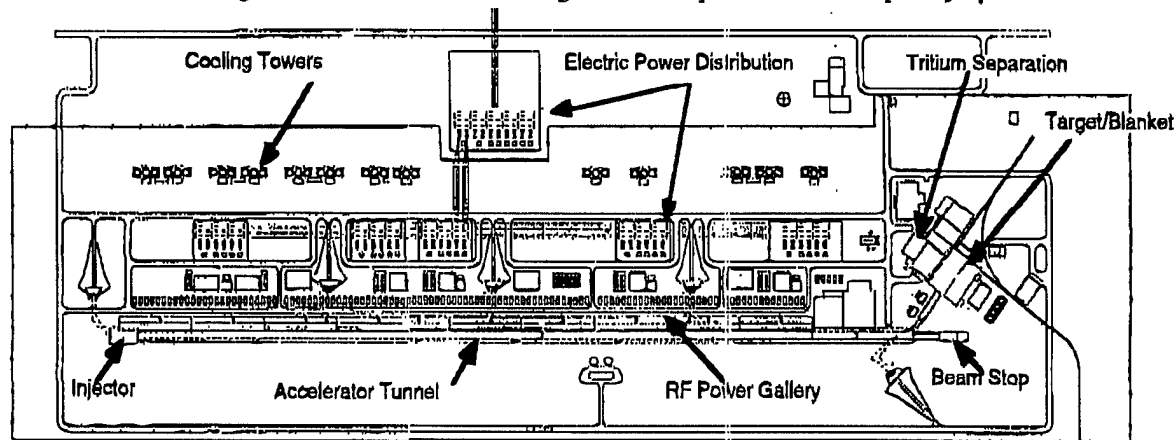 Cooling Towers
Electric Power Distribution
Tritium Separation
Target/Blanket
Injector
Accelerator Tunnel
RF Power Gallery
Beam Stop